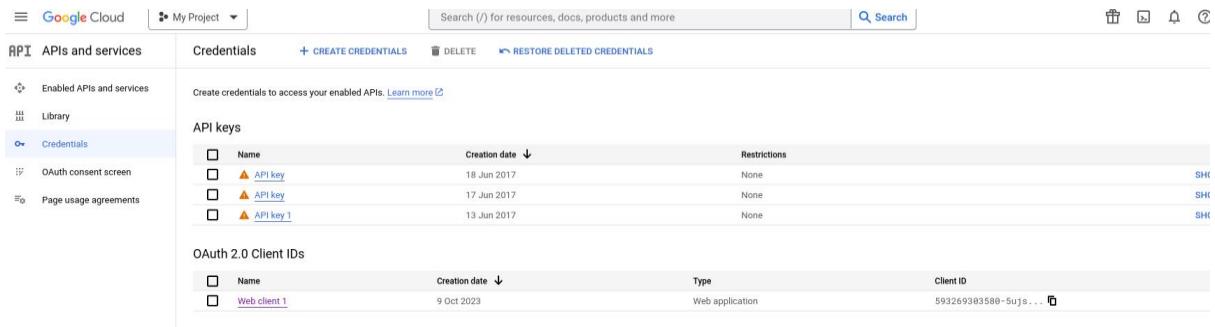 Google Cloud My Project Search (/) for resources, docs, products and more Search
API APIs and services Credentials + CREATE CREDENTIALS DELETE RESTORE DELETED CREDENTIALS
Enabled APIs and services
Create credentials to access your enabled APIs. Learn more
Library
API keys
Credentials
Name Creation date Restrictions
OAuth consent screen
API key 18 Jun 2017 None
Page usage agreements
API key 17 Jun 2017 None
API key 1 13 Jun 2017 None
OAuth 2.0 Client IDs
Name Creation date Type Client ID
Web client 1 9 Oct 2023 Web application 593269303580-5ujs...